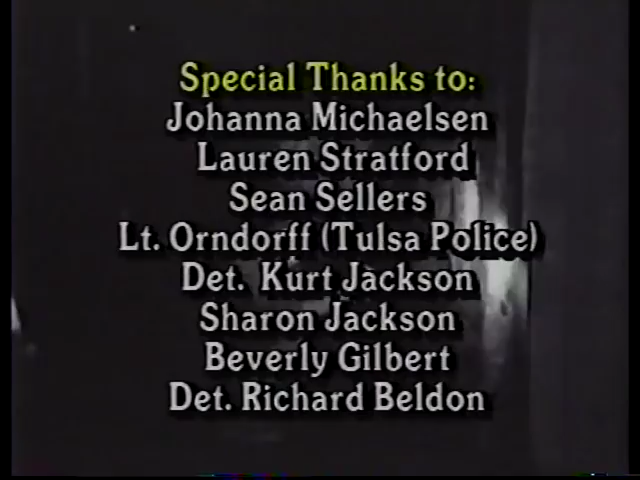 Special Thanks to:
Johanna Michaelsen
Lauren Stratford
Sean Sellers
Lt. Orndorff (Tulsa Police)
Det. Kurt Jackson
Sharon Jackson
Beverly Gilbert
Det. Richard Beldon